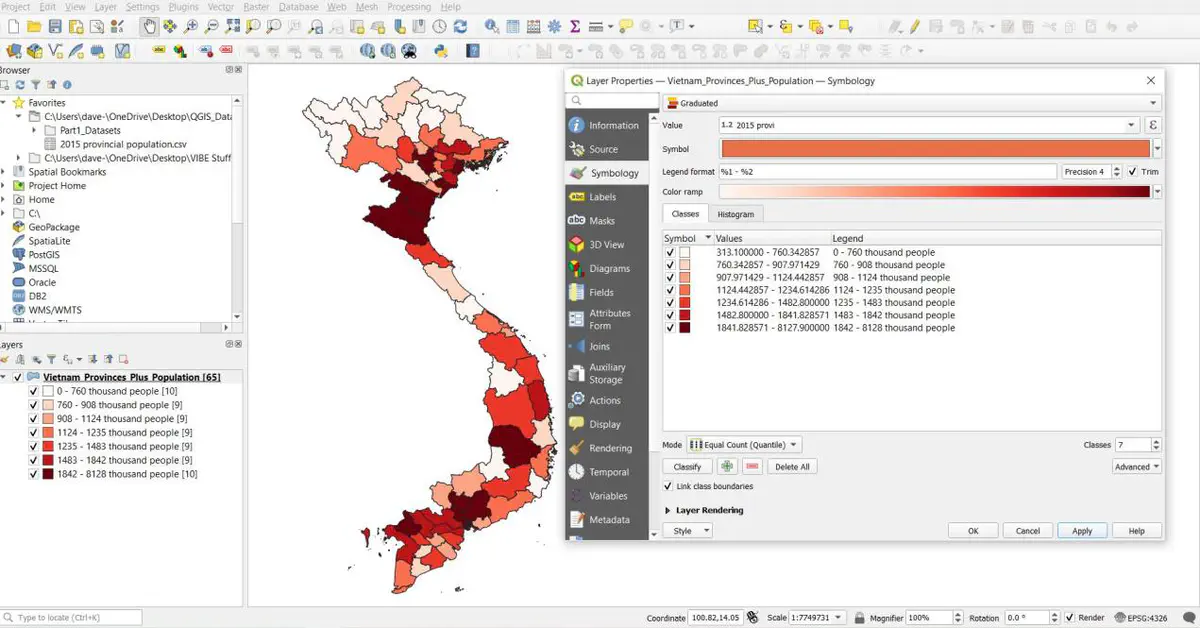 Project Edit View Layer Settings Plugins Vector Raster Database Web Mesh Processing Help
Browser
Favorites
C:\Users\dave-\OneDrive\Desktop\QGIS_Data
Part1_Datasets
2015 provincial population.csv
C:\Users\dave-\OneDrive\Desktop\VIBE Stuff
Spatial Bookmarks
Project Home
Home
C:\
GeoPackage
SpatiaLite
PostGIS
MSSQL
Oracle
DB2
WMS/WMTS
Layers
Vietnam_Provinces_Plus_Population [65]
0 - 760 thousand people [10]
760 - 908 thousand people [9]
908 - 1124 thousand people [9]
1124 - 1235 thousand people [9]
1235 - 1483 thousand people [9]
1483 - 1842 thousand people [9]
1842 - 8128 thousand people [10]
Layer Properties — Vietnam_Provinces_Plus_Population — Symbology
Information
Source
Symbology
Labels
Masks
3D View
Diagrams
Fields
Attributes
Form
Joins
Auxiliary
Storage
Actions
Display
Rendering
Temporal
Variables
Metadata
Graduated
Value 1.2 2015 provi
Symbol
Legend format %1 - %2 Precision 4 Trim
Color ramp
Classes Histogram
Symbol Values Legend
313.100000 - 760.342857 0 - 760 thousand people
760.342857 - 907.971429 760 - 908 thousand people
907.971429 - 1124.442857 908 - 1124 thousand people
1124.442857 - 1234.614286 1124 - 1235 thousand people
1234.614286 - 1482.800000 1235 - 1483 thousand people
1482.800000 - 1841.828571 1483 - 1842 thousand people
1841.828571 - 8127.900000 1842 - 8128 thousand people
Mode Equal Count (Quantile) Classes 7
Classify Delete All Advanced
Link class boundaries
Layer Rendering
Style OK Cancel Apply Help
Type to locate (Ctrl+K) Coordinate 100.82,14.05 Scale 1:7749731 Magnifier 100% Rotation 0.0 ° Render EPSG:4326